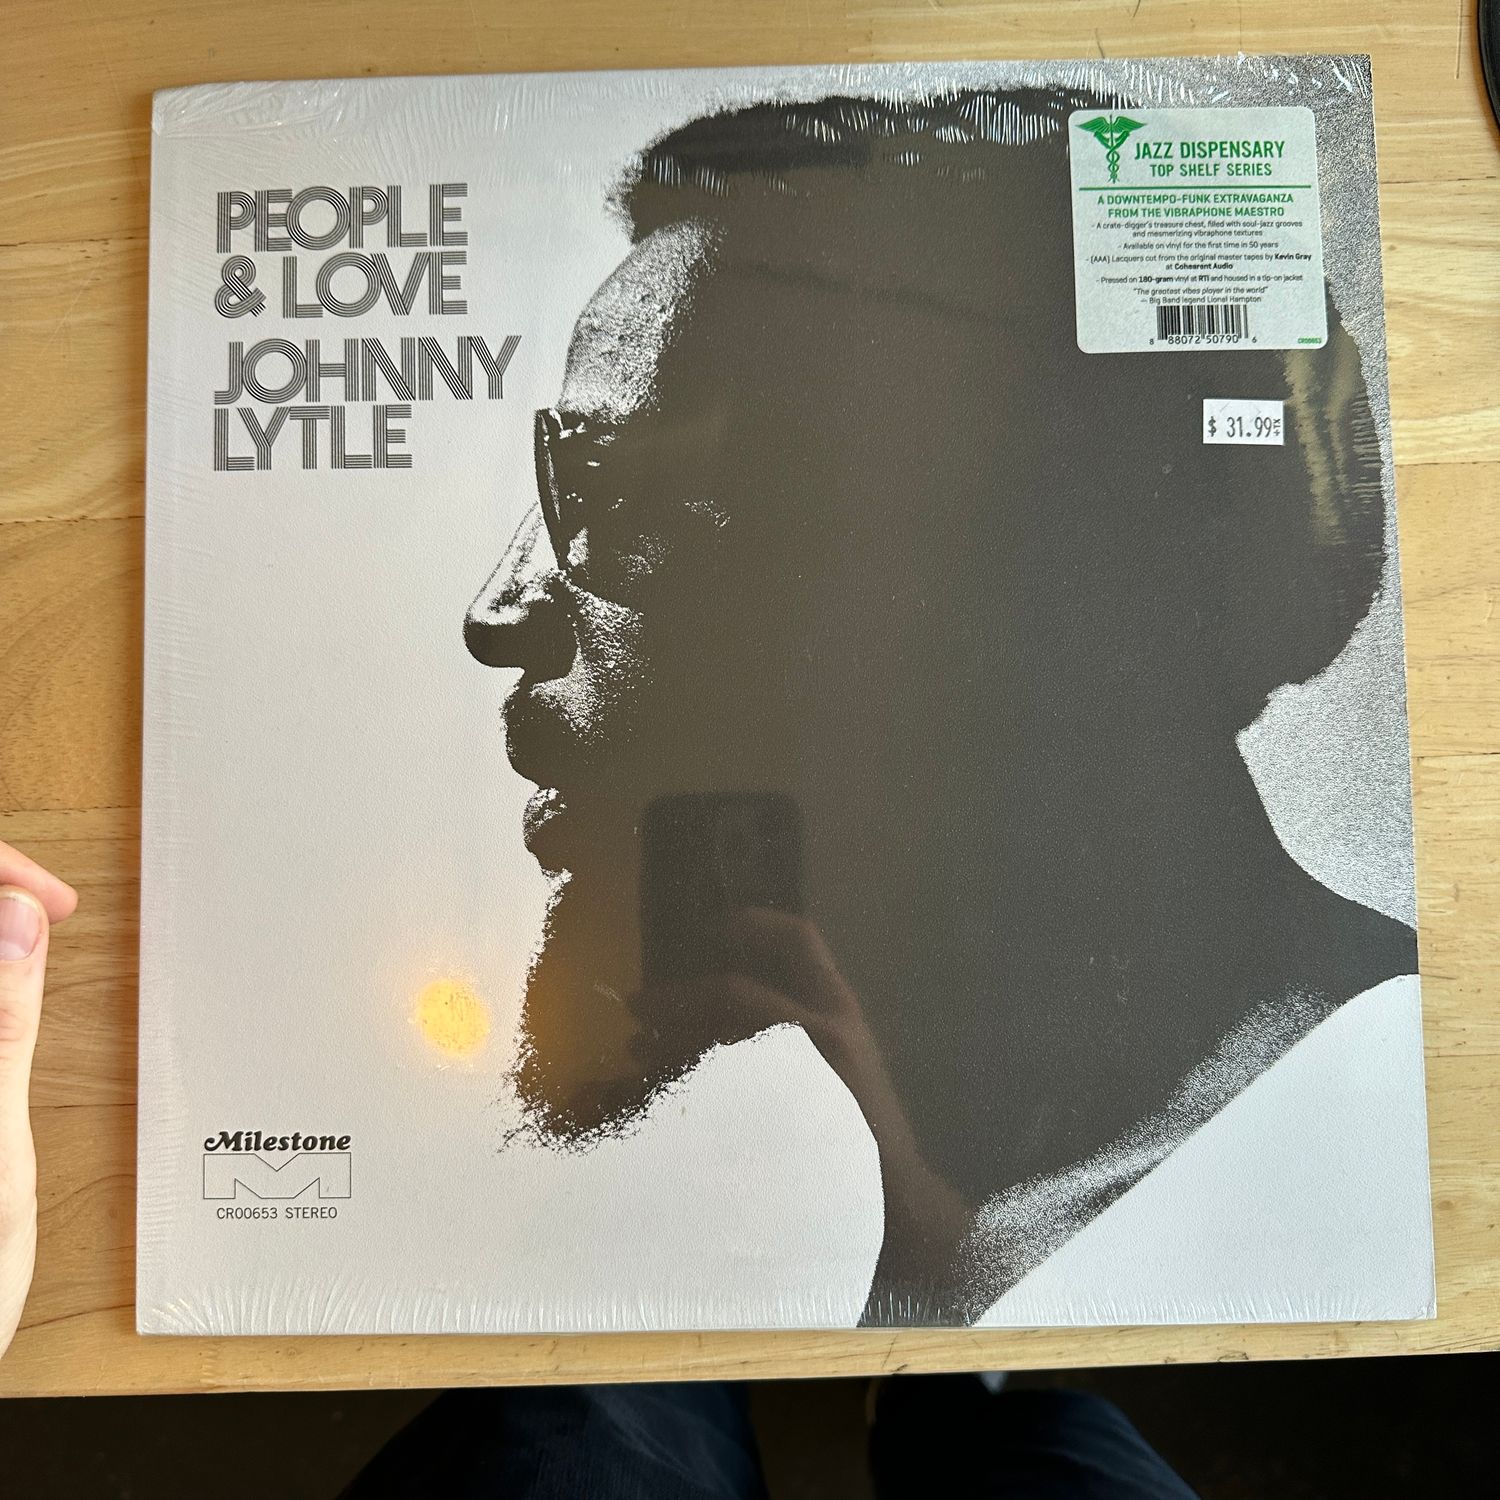 PEOPLE
& LOVE
JOHNNY
LYTLE
JAZZ DISPENSARY
TOP SHELF SERIES
A DOWNTEMPO-FUNK EXTRAVAGANZA
FROM THE VIBRAPHONE MAESTRO
- A crate-digger's treasure chest, filled with soul-jazz grooves
and mesmerizing vibraphone textures
- Available on vinyl for the first time in 50 years
- (AAA) Lacquers cut from the original master tapes by Kevin Gray
at Cohearent Audio
- Pressed on 180-gram vinyl at RTI and housed in a tip-on jacket
"The greatest vibes player in the world"
— Big Band legend Lionel Hampton
8 88072 50790 6
CR00653
$ 31.99
Milestone
CR00653 STEREO